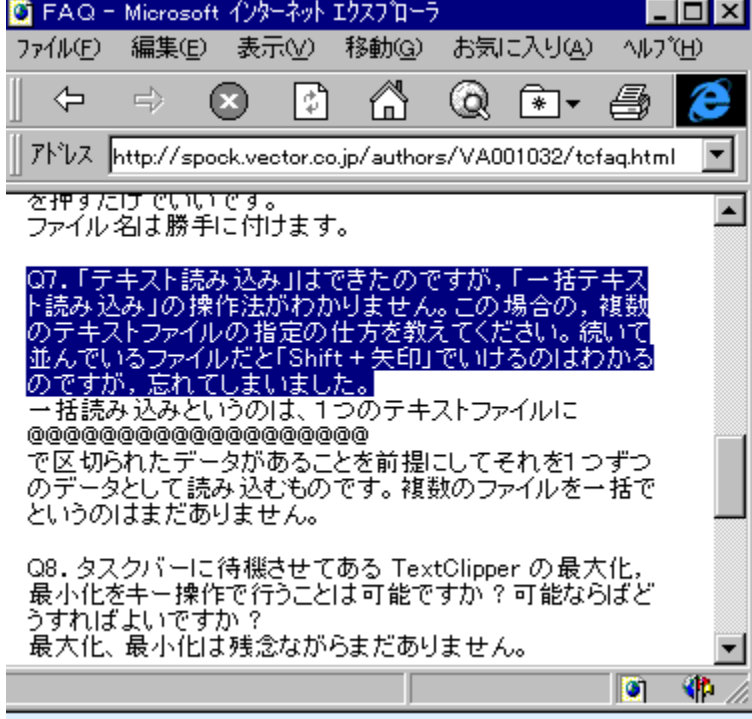 FAQ - Microsoft インターネット エクスプローラ
ファイル(F) 編集(E) 表示(V) 移動(G) お気に入り(A) ヘルプ(H)
アドレス http://spock.vector.co.jp/authors/VA001032/tcfaq.html
を押すだけでいいです。
ファイル名は勝手に付けます。
Q7.「テキスト読み込み」はできたのですが,「一括テキス
ト読み込み」の操作法がわかりません。この場合の,複数
のテキストファイルの指定の仕方を教えてください。続いて
並んでいるファイルだと「Shift + 矢印」でいけるのはわかる
のですが,忘れてしまいました。
一括読み込みというのは、1つのテキストファイルに
@@@@@@@@@@@@@@@@@@@
で区切られたデータがあることを前提にしてそれを1つずつ
のデータとして読み込むものです。複数のファイルを一括で
というのはまだありません。
Q8.タスクバーに待機させてある TextClipper の最大化,
最小化をキー操作で行うことは可能ですか?可能ならばど
うすればよいですか?
最大化、最小化は残念ながらまだありません。